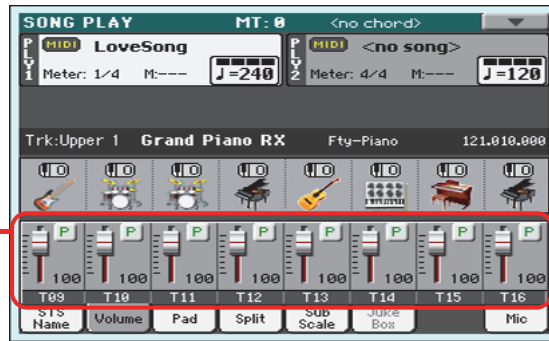 SONG PLAY MT: 0 <no chord>
PLY1 MIDI LoveSong
Meter: 1/4 M:--- ♩=240
PLY2 MIDI <no song>
Meter: 4/4 M:--- ♩=120
Trk:Upper 1 Grand Piano RX Fty-Piano 121.010.000
P P P P P P P P
100 100 100 100 100 100 100 100
T09 T10 T11 T12 T13 T14 T15 T16
STS Name Volume Pad Split Sub Scale Juke Box Mic